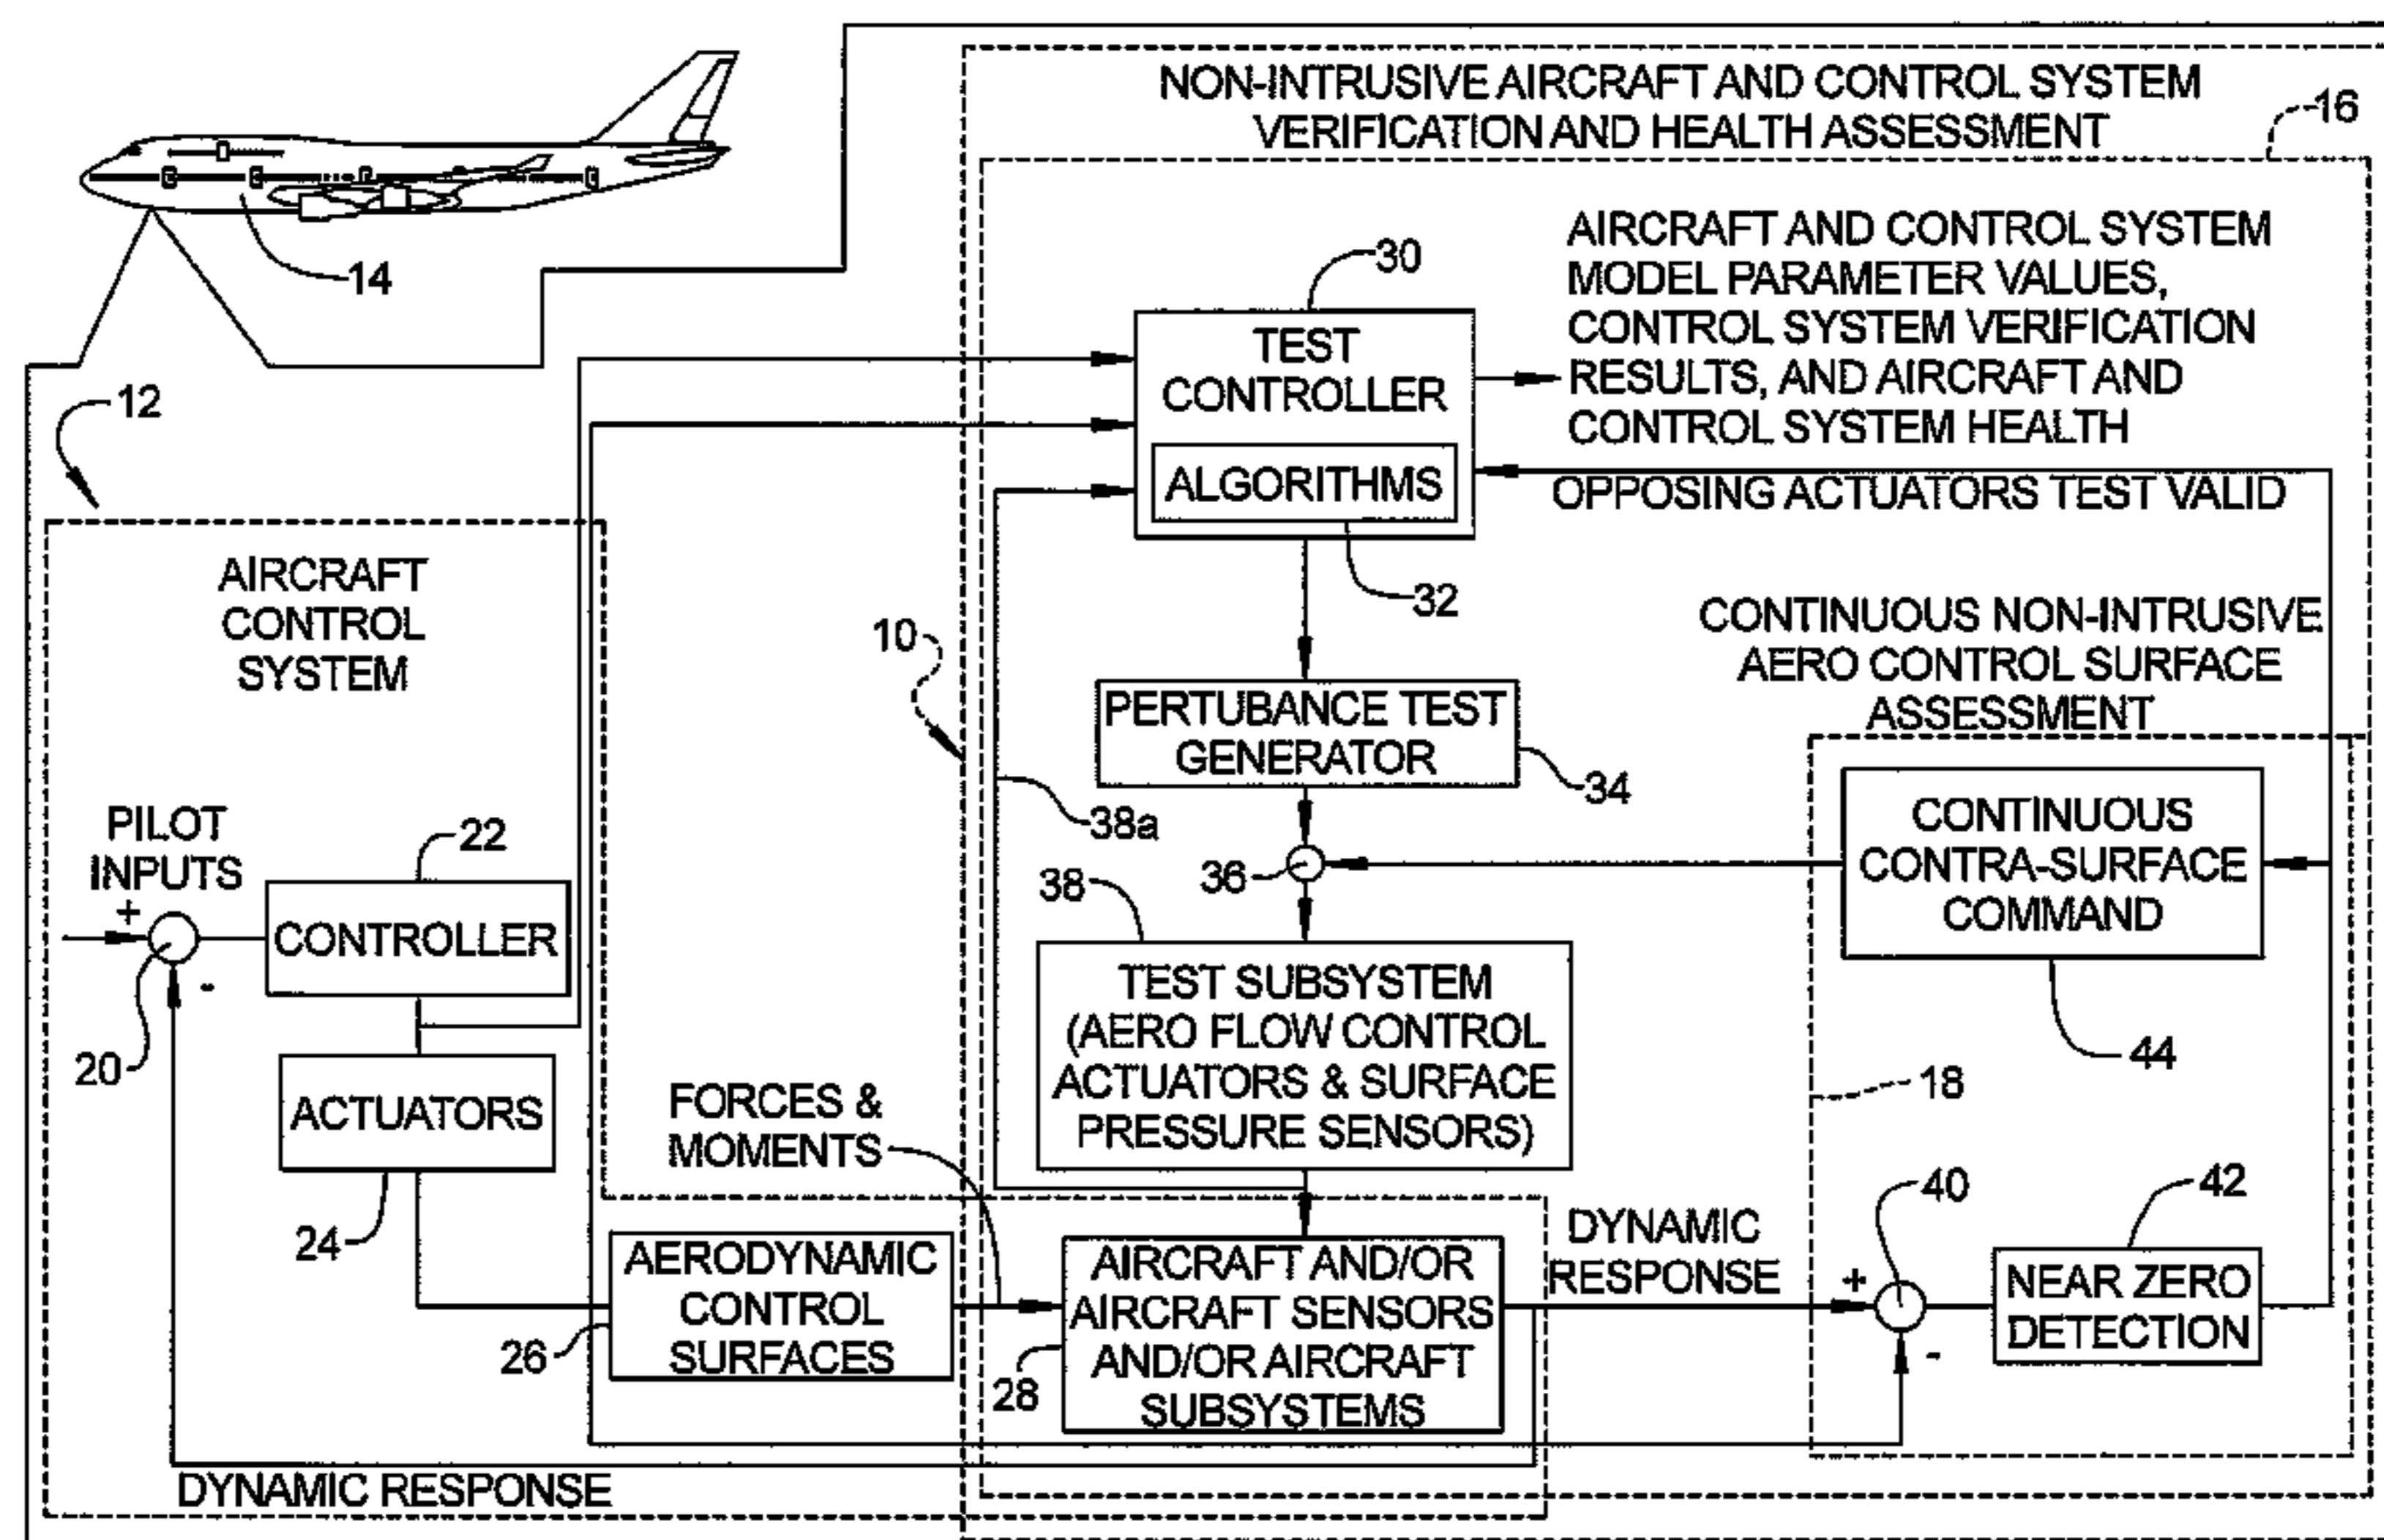 NON-INTRUSIVE AIRCRAFT AND CONTROL SYSTEM
VERIFICATION AND HEALTH ASSESSMENT
16
14
12
30
TEST
CONTROLLER
ALGORITHMS
32
AIRCRAFT AND CONTROL SYSTEM
MODEL PARAMETER VALUES,
CONTROL SYSTEM VERIFICATION
RESULTS, AND AIRCRAFT AND
CONTROL SYSTEM HEALTH
OPPOSING ACTUATORS TEST VALID
AIRCRAFT
CONTROL
SYSTEM
10
CONTINUOUS NON-INTRUSIVE
AERO CONTROL SURFACE
ASSESSMENT
PERTUBANCE TEST
GENERATOR
34
38a
36
38
CONTINUOUS
CONTRA-SURFACE
COMMAND
44
18
PILOT
INPUTS
+
-
20
22
CONTROLLER
ACTUATORS
24
TEST SUBSYSTEM
(AERO FLOW CONTROL
ACTUATORS & SURFACE
PRESSURE SENSORS)
FORCES &
MOMENTS
AERODYNAMIC
CONTROL
SURFACES
26
AIRCRAFT AND/OR
AIRCRAFT SENSORS
AND/OR AIRCRAFT
SUBSYSTEMS
28
DYNAMIC
RESPONSE
+
-
40
42
NEAR ZERO
DETECTION
DYNAMIC RESPONSE